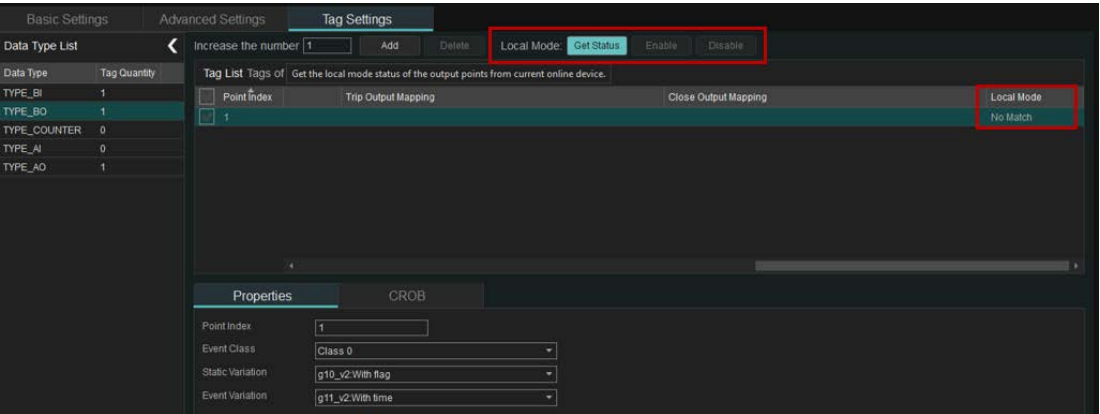 Basic Settings Advanced Settings Tag Settings
Data Type List
Increase the number 1 Add Delete Local Mode: Get Status Enable Disable
Data Type Tag Quantity
TYPE_BI 1
TYPE_BO 1
TYPE_COUNTER 0
TYPE_AI 0
TYPE_AO 1
Tag List Tags of
Get the local mode status of the output points from current online device.
Point Index Trip Output Mapping Close Output Mapping Local Mode
1 No Match
Properties CROB
Point Index 1
Event Class Class 0
Static Variation g10_v2:With flag
Event Variation g11_v2:With time